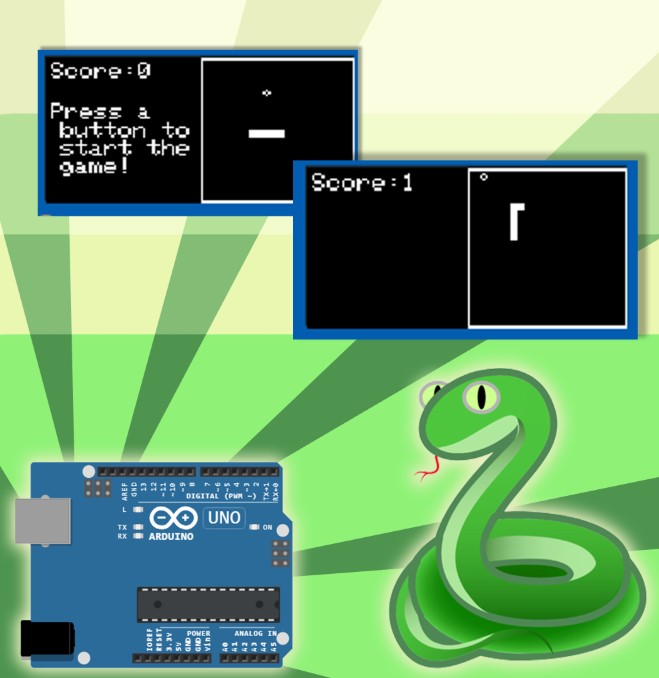 Score:0
Press a
button to
start the
game!
Score:1
AREF
GND
13
12
~11
~10
~9
8
7
~6
~5
4
~3
2
TX→1
RX←0
DIGITAL (PWM ~)
L
TX
RX
UNO
ON
ARDUINO
POWER
ANALOG IN
IOREF
RESET
3.3V
5V
GND
GND
Vin
A0
A1
A2
A3
A4
A5